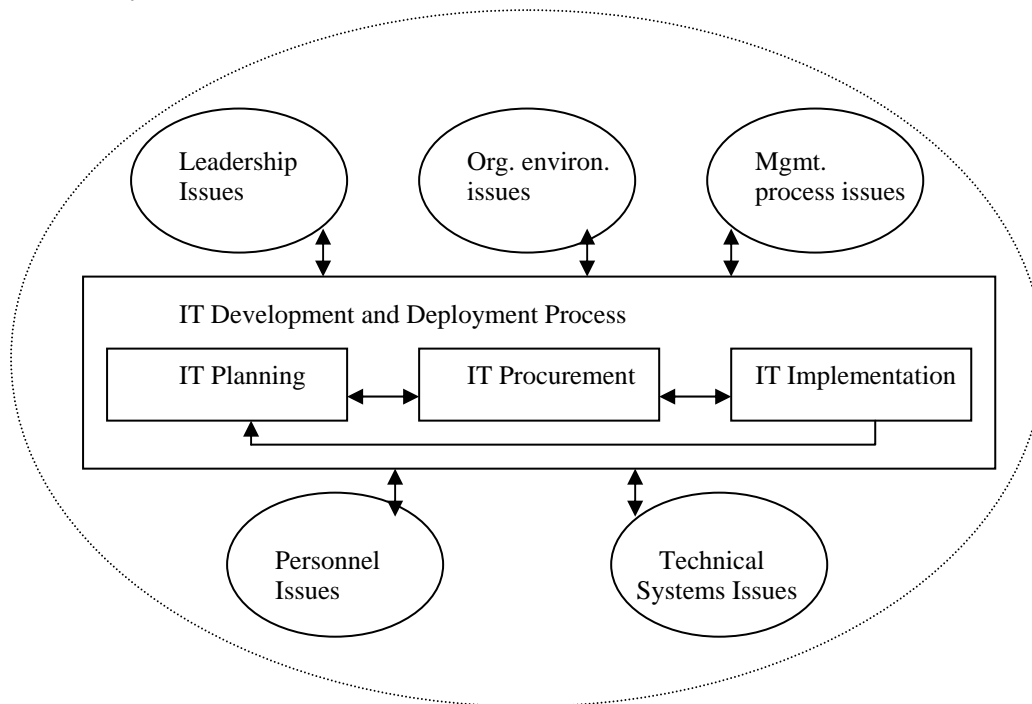 Leadership
Issues
Org. environ.
issues
Mgmt.
process issues
IT Development and Deployment Process
IT Planning
IT Procurement
IT Implementation
Personnel
Issues
Technical
Systems Issues